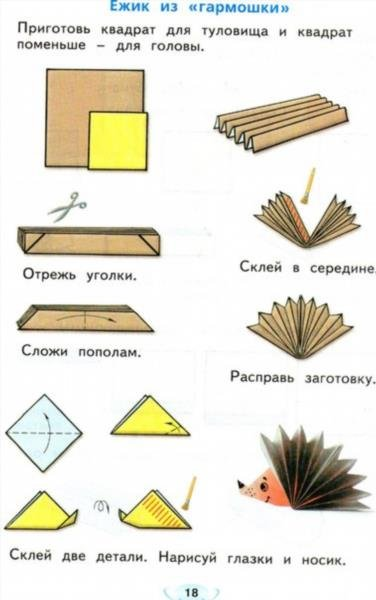 Ёжик из «гармошки»
Приготовь квадрат для туловища и квадрат
поменьше – для головы.
Отрежь уголки.
Склей в середине.
Сложи пополам.
Расправь заготовку.
Склей две детали. Нарисуй глазки и носик.
18